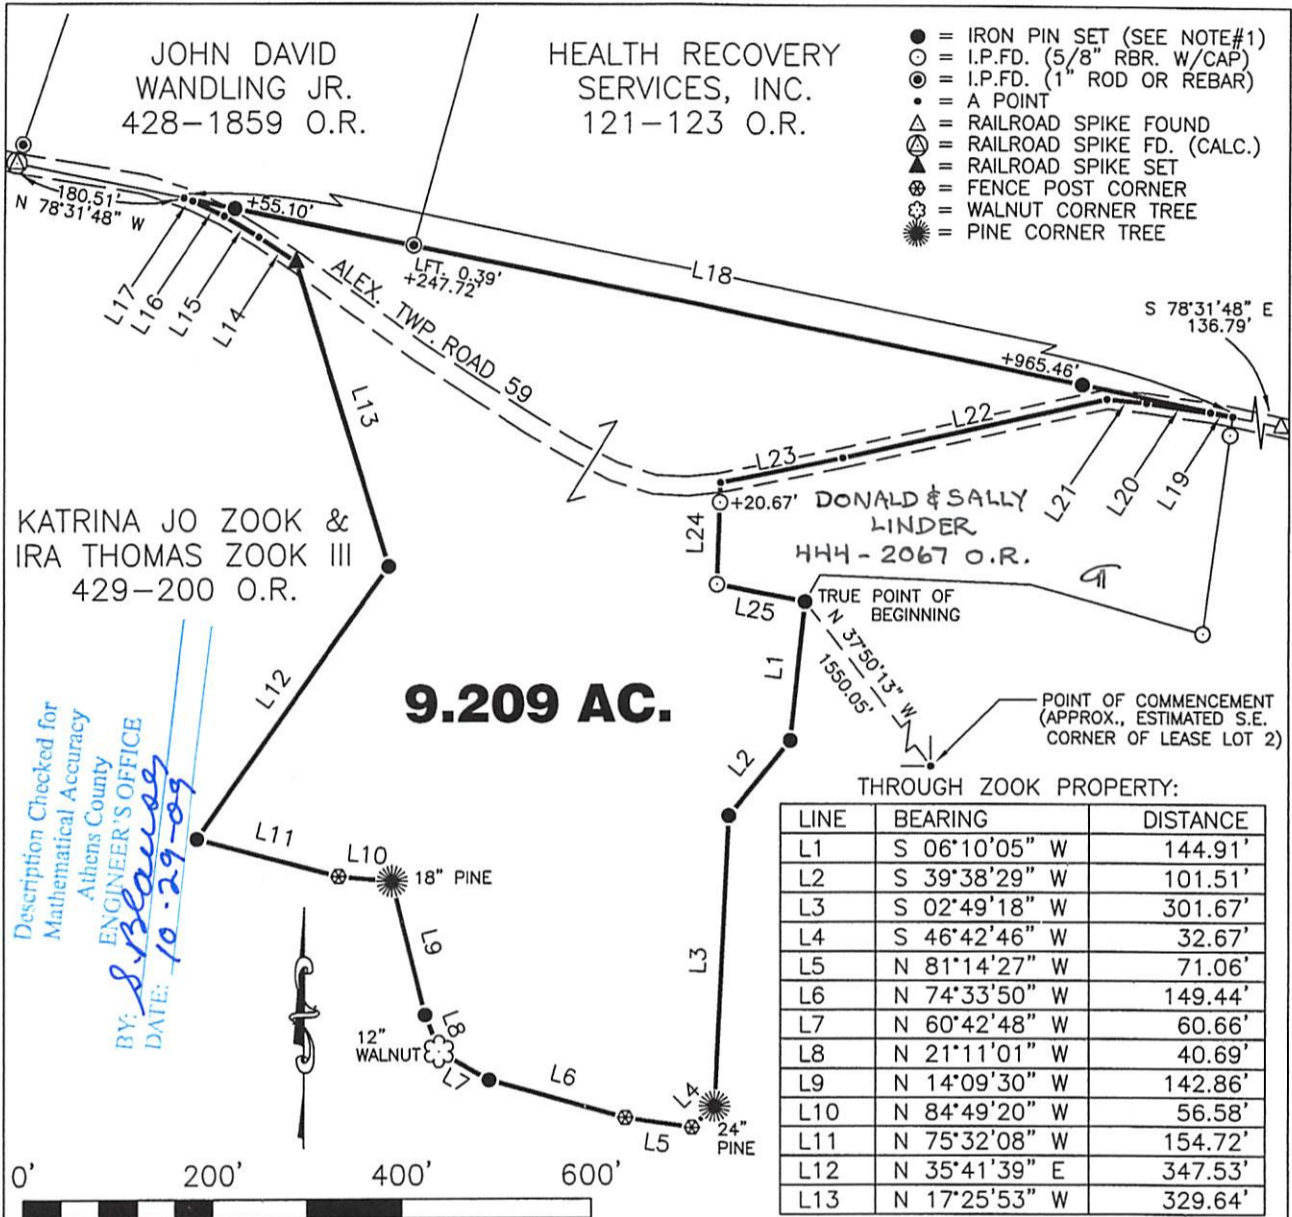 JOHN DAVID
WANDLING JR.
428-1859 O.R.
HEALTH RECOVERY
SERVICES, INC.
121-123 O.R.
= IRON PIN SET (SEE NOTE#1)
= I.P.FD. (5/8" RBR. W/CAP)
= I.P.FD. (1" ROD OR REBAR)
= A POINT
= RAILROAD SPIKE FOUND
= RAILROAD SPIKE FD. (CALC.)
= RAILROAD SPIKE SET
= FENCE POST CORNER
= WALNUT CORNER TREE
= PINE CORNER TREE
180.51'
N 78°31'48" W
+55.10'
LFT. 0.39'
+247.72'
L18
S 78°31'48" E
136.79'
+965.46'
L17
L16
L15
L14
ALEX. TWP. ROAD 59
L13
L22
L23
L21
L20
L19
+20.67'
DONALD & SALLY
LINDER
444-2067 O.R.
L24
L25
KATRINA JO ZOOK &
IRA THOMAS ZOOK III
429-200 O.R.
TRUE POINT OF
BEGINNING
N 37°50'13" W
1550.05'
L1
L12
9.209 AC.
POINT OF COMMENCEMENT
(APPROX., ESTIMATED S.E.
CORNER OF LEASE LOT 2)
L2
Description Checked for
Mathematical Accuracy
Athens County
ENGINEER'S OFFICE
BY: S. Blauser
DATE: 10-29-09
L11
L10
18" PINE
L9
L3
L8
12"
WALNUT
L7
L6
L4
L5
24"
PINE
0' 200' 400' 600'
THROUGH ZOOK PROPERTY:
LINE BEARING DISTANCE
L1 S 06°10'05" W 144.91'
L2 S 39°38'29" W 101.51'
L3 S 02°49'18" W 301.67'
L4 S 46°42'46" W 32.67'
L5 N 81°14'27" W 71.06'
L6 N 74°33'50" W 149.44'
L7 N 60°42'48" W 60.66'
L8 N 21°11'01" W 40.69'
L9 N 14°09'30" W 142.86'
L10 N 84°49'20" W 56.58'
L11 N 75°32'08" W 154.72'
L12 N 35°41'39" E 347.53'
L13 N 17°25'53" W 329.64'